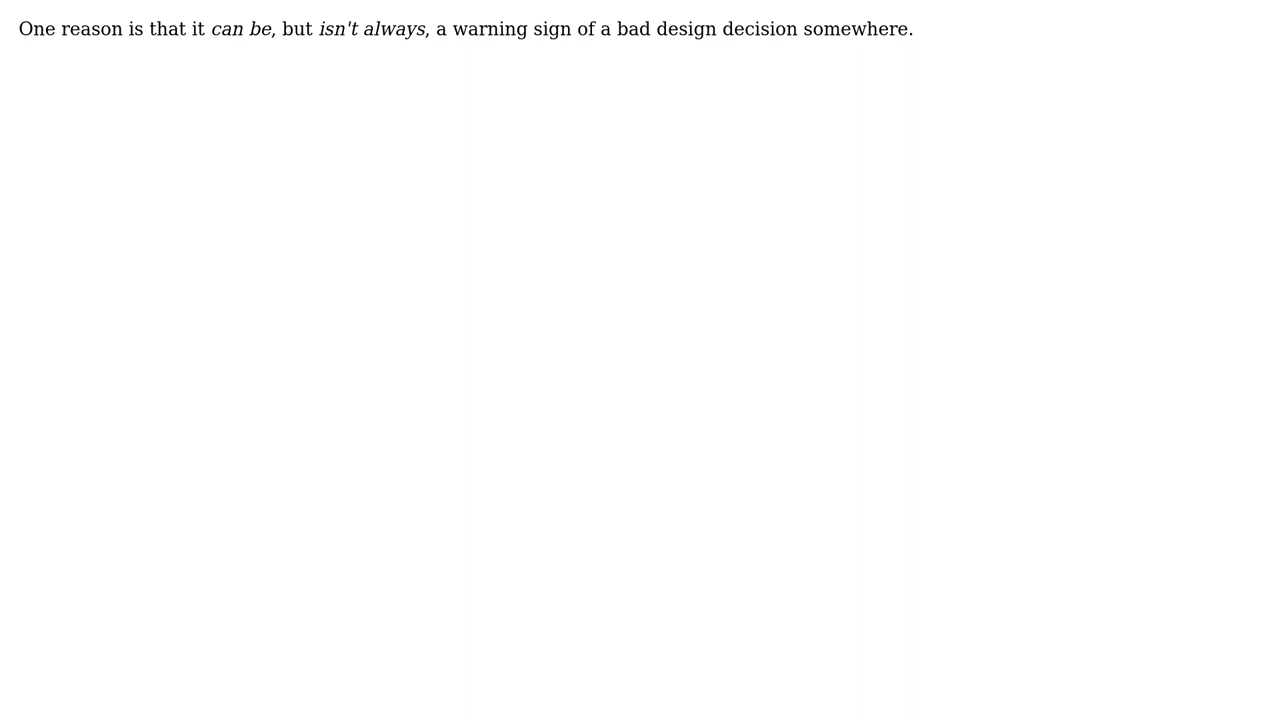 One reason is that it can be, but isn't always, a warning sign of a bad design decision somewhere.